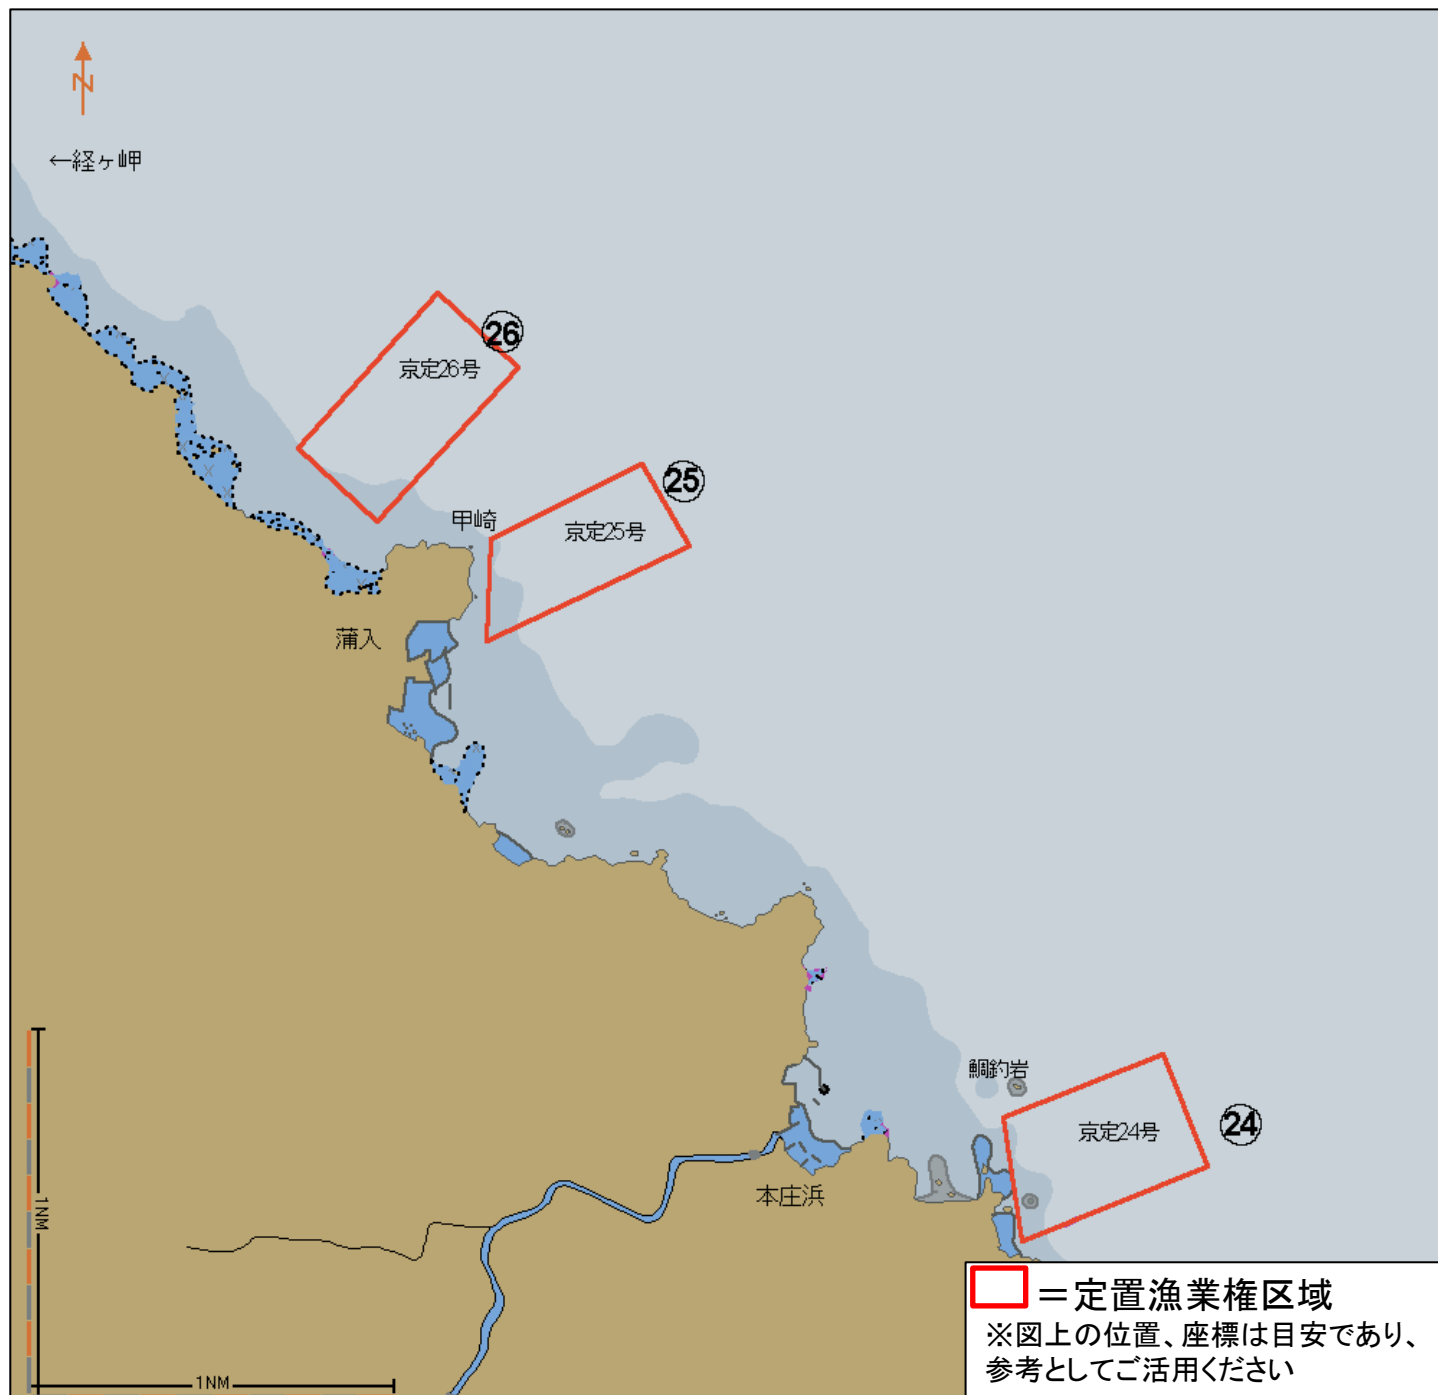 N
←経ヶ岬
26
京定26号
25
甲崎
京定25号
蒲入
鯛釣岩
24
京定24号
本庄浜
1NM
1NM
=定置漁業権区域
※図上の位置、座標は目安であり、
参考としてご活用ください